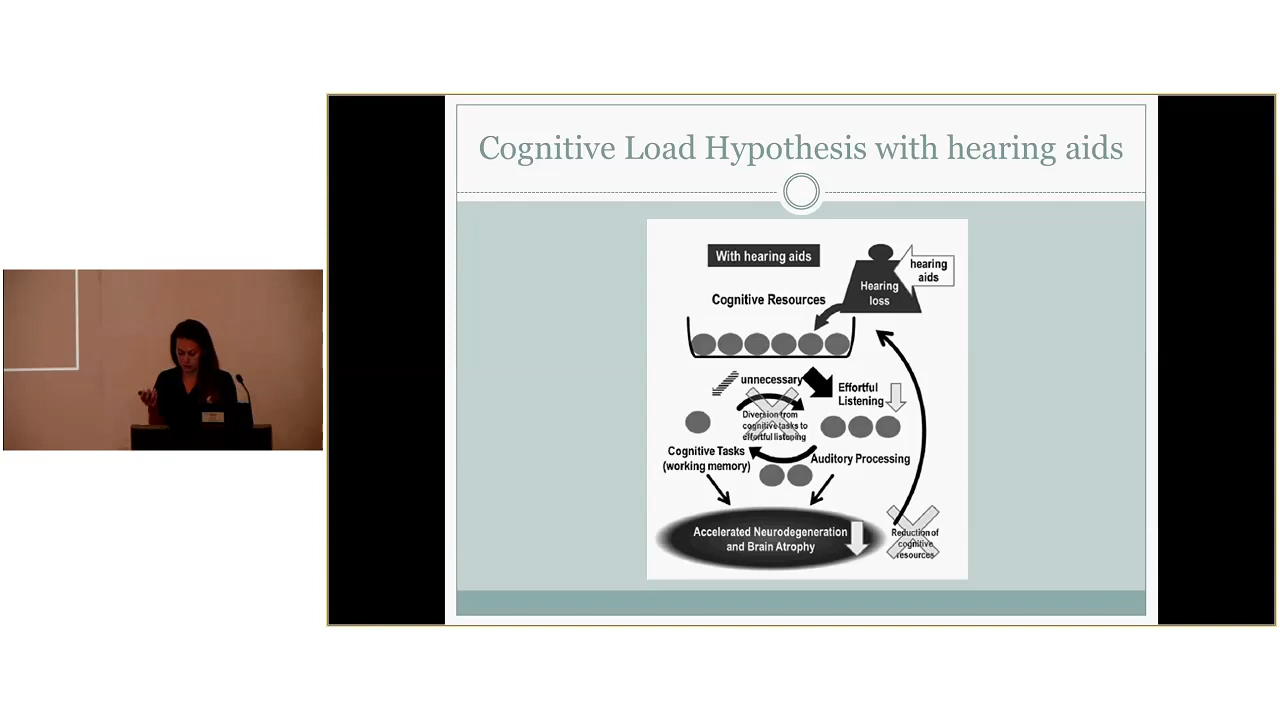 Cognitive Load Hypothesis with hearing aids
With hearing aids
hearing
aids
Hearing
loss
Cognitive Resources
unnecessary
Effortful
Listening
Diversion from
cognitive tasks to
effortful listening
Cognitive Tasks
(working memory)
Auditory Processing
Accelerated Neurodegeneration
and Brain Atrophy
Reduction of
cognitive
resources